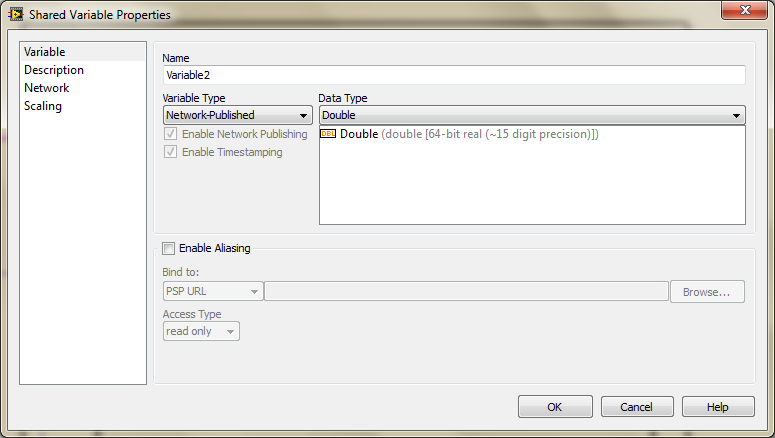 Shared Variable Properties
Variable
Description
Network
Scaling
Name
Variable2
Variable Type
Data Type
Network-Published
Double
Enable Network Publishing
Enable Timestamping
DBL Double (double [64-bit real (~15 digit precision)])
Enable Aliasing
Bind to:
PSP URL
Browse...
Access Type
read only
OK
Cancel
Help